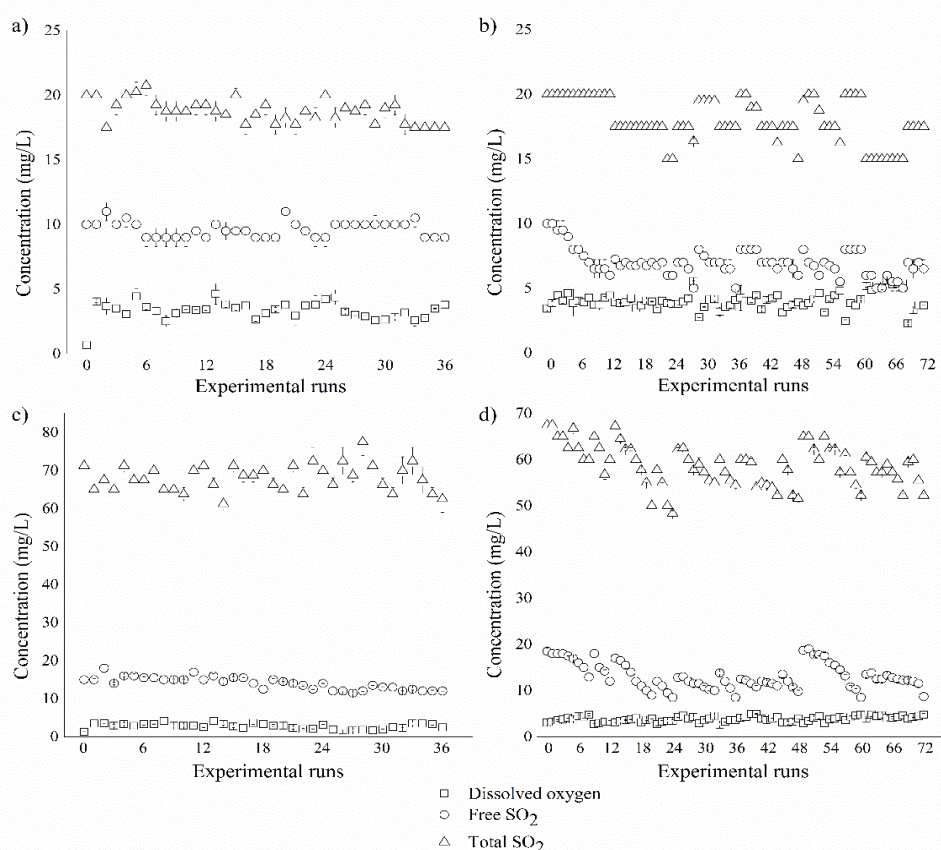 a)
25
20
15
10
5
0
Concentration (mg/L)
0 6 12 18 24 30 36
Experimental runs
b)
25
20
15
10
5
0
Concentration (mg/L)
0 6 12 18 24 30 36 42 48 54 60 66 72
Experimental runs
c)
80
70
60
50
40
30
20
10
0
Concentration (mg/L)
0 6 12 18 24 30 36
Experimental runs
d)
70
60
50
40
30
20
10
0
Concentration (mg/L)
0 6 12 18 24 30 36 42 48 54 60 66 72
Experimental runs
Dissolved oxygen
Free SO2
Total SO2